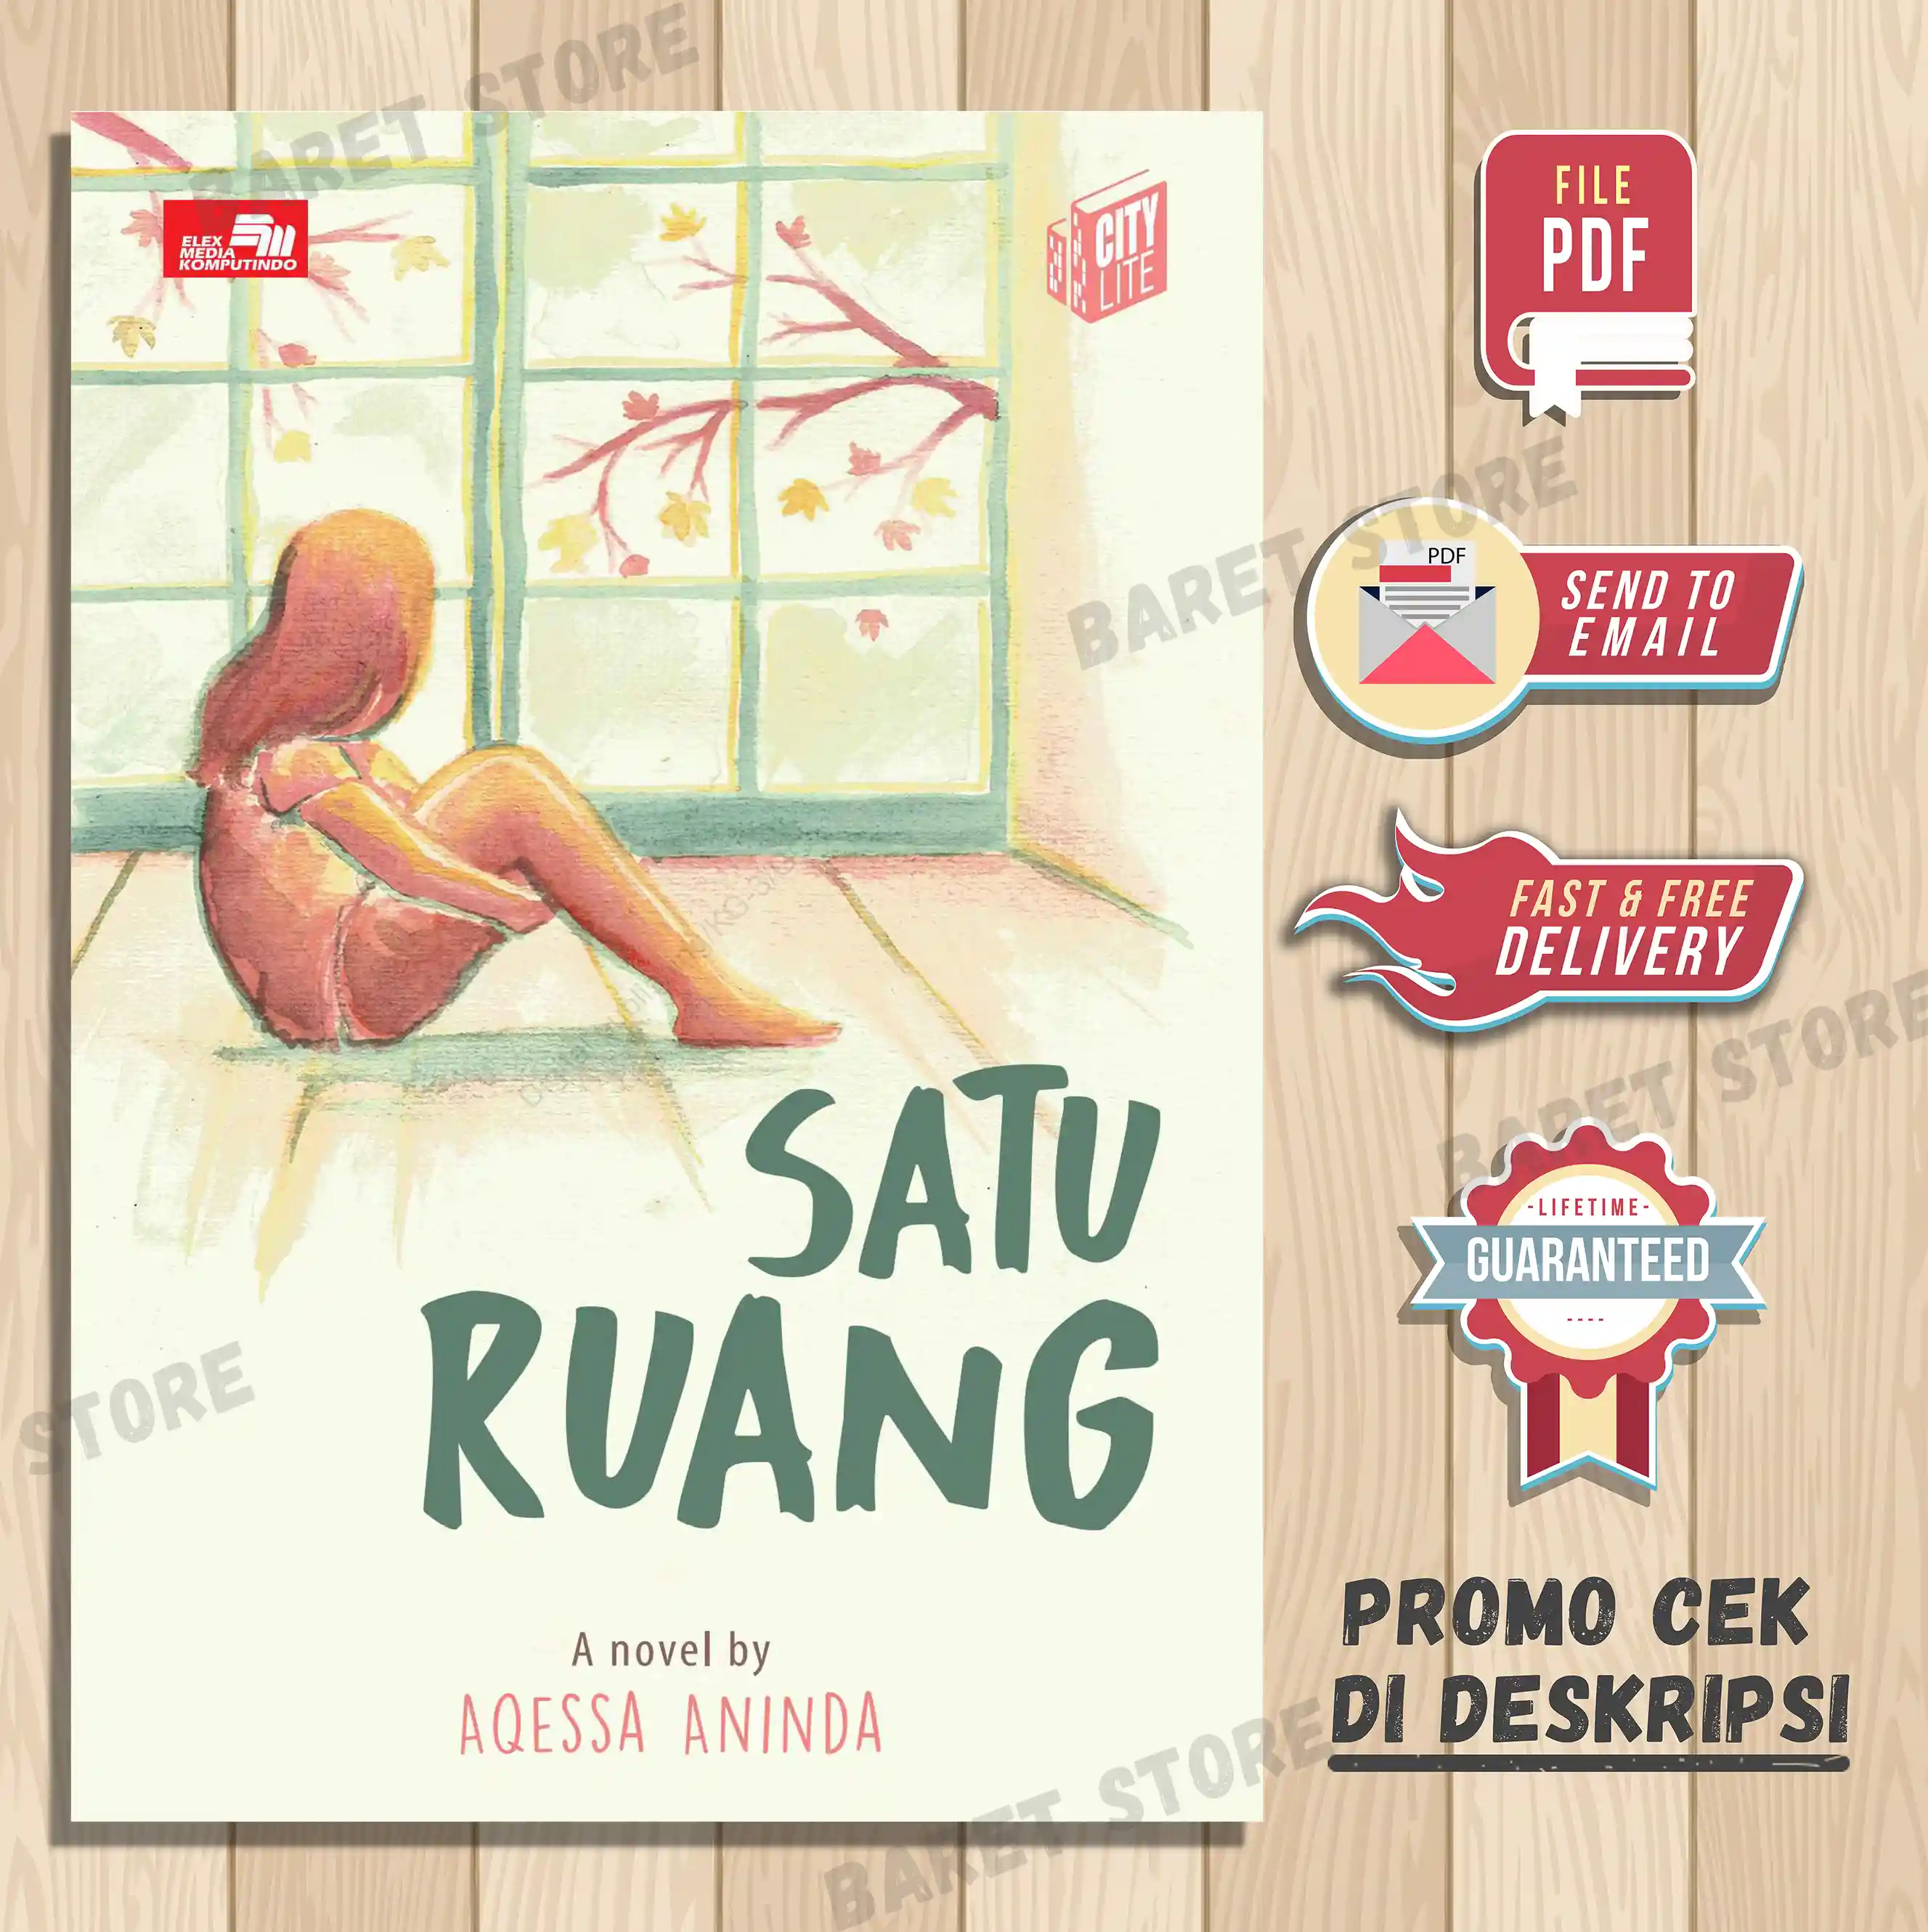 BARET STORE
ELEX
MEDIA
KOMPUTINDO
CITY
LITE
SATU
RUANG
A novel by
AQESSA ANINDA
FILE
PDF
BARET STORE
PDF
SEND TO
EMAIL
FAST & FREE
DELIVERY
BARET STORE
-LIFETIME-
GUARANTEED
----
STORE
PROMO CEK
DI DESKRIPSI
BARET STORE